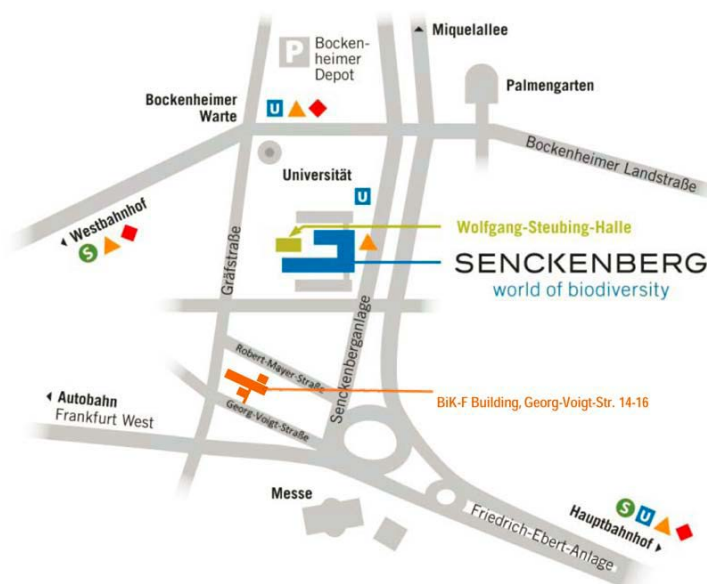 Miquelallee
P
Bocken-
heimer
Depot
Palmengarten
Bockenheimer
Warte
U
Bockenheimer Landstraße
Universität
U
Westbahnhof
S
Wolfgang-Steubing-Halle
SENCKENBERG
world of biodiversity
Gräfstraße
Senckenberganlage
Robert-Mayer-Straße
Autobahn
Frankfurt West
Georg-Voigt-Straße
BiK-F Building, Georg-Voigt-Str. 14-16
Messe
S U
Hauptbahnhof
Friedrich-Ebert-Anlage